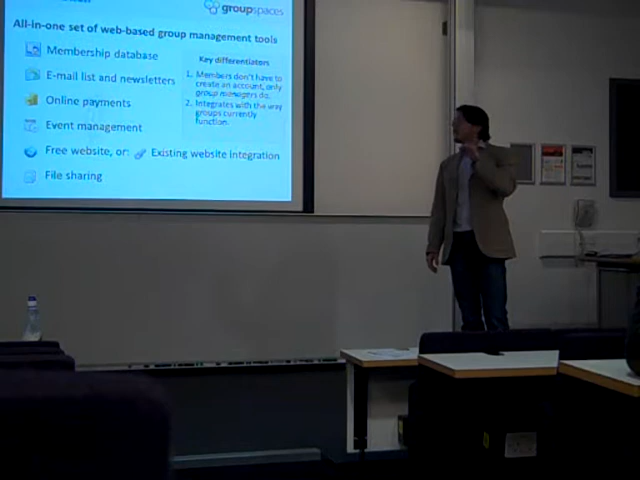 groupspaces
All-in-one set of web-based group management tools
Membership database
E-mail list and newsletters
Online payments
Event management
Free website, or: Existing website integration
File sharing
Key differentiators
1. Members don't have to
create an account, only
group managers do.
2. Integrates with the way
groups currently
function.